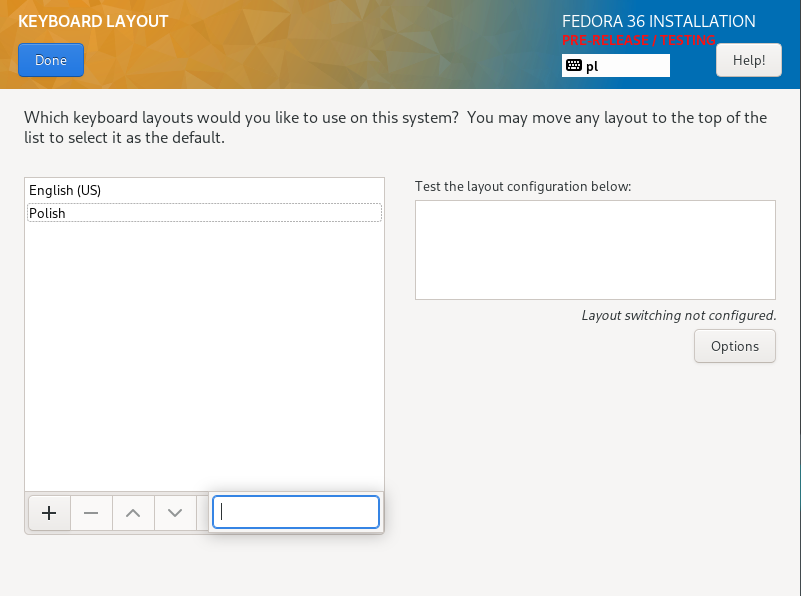 KEYBOARD LAYOUT
Done
FEDORA 36 INSTALLATION
PRE-RELEASE / TESTING
pl
Help!
Which keyboard layouts would you like to use on this system?  You may move any layout to the top of the
list to select it as the default.
English (US)
Polish
Test the layout configuration below:
Layout switching not configured.
Options